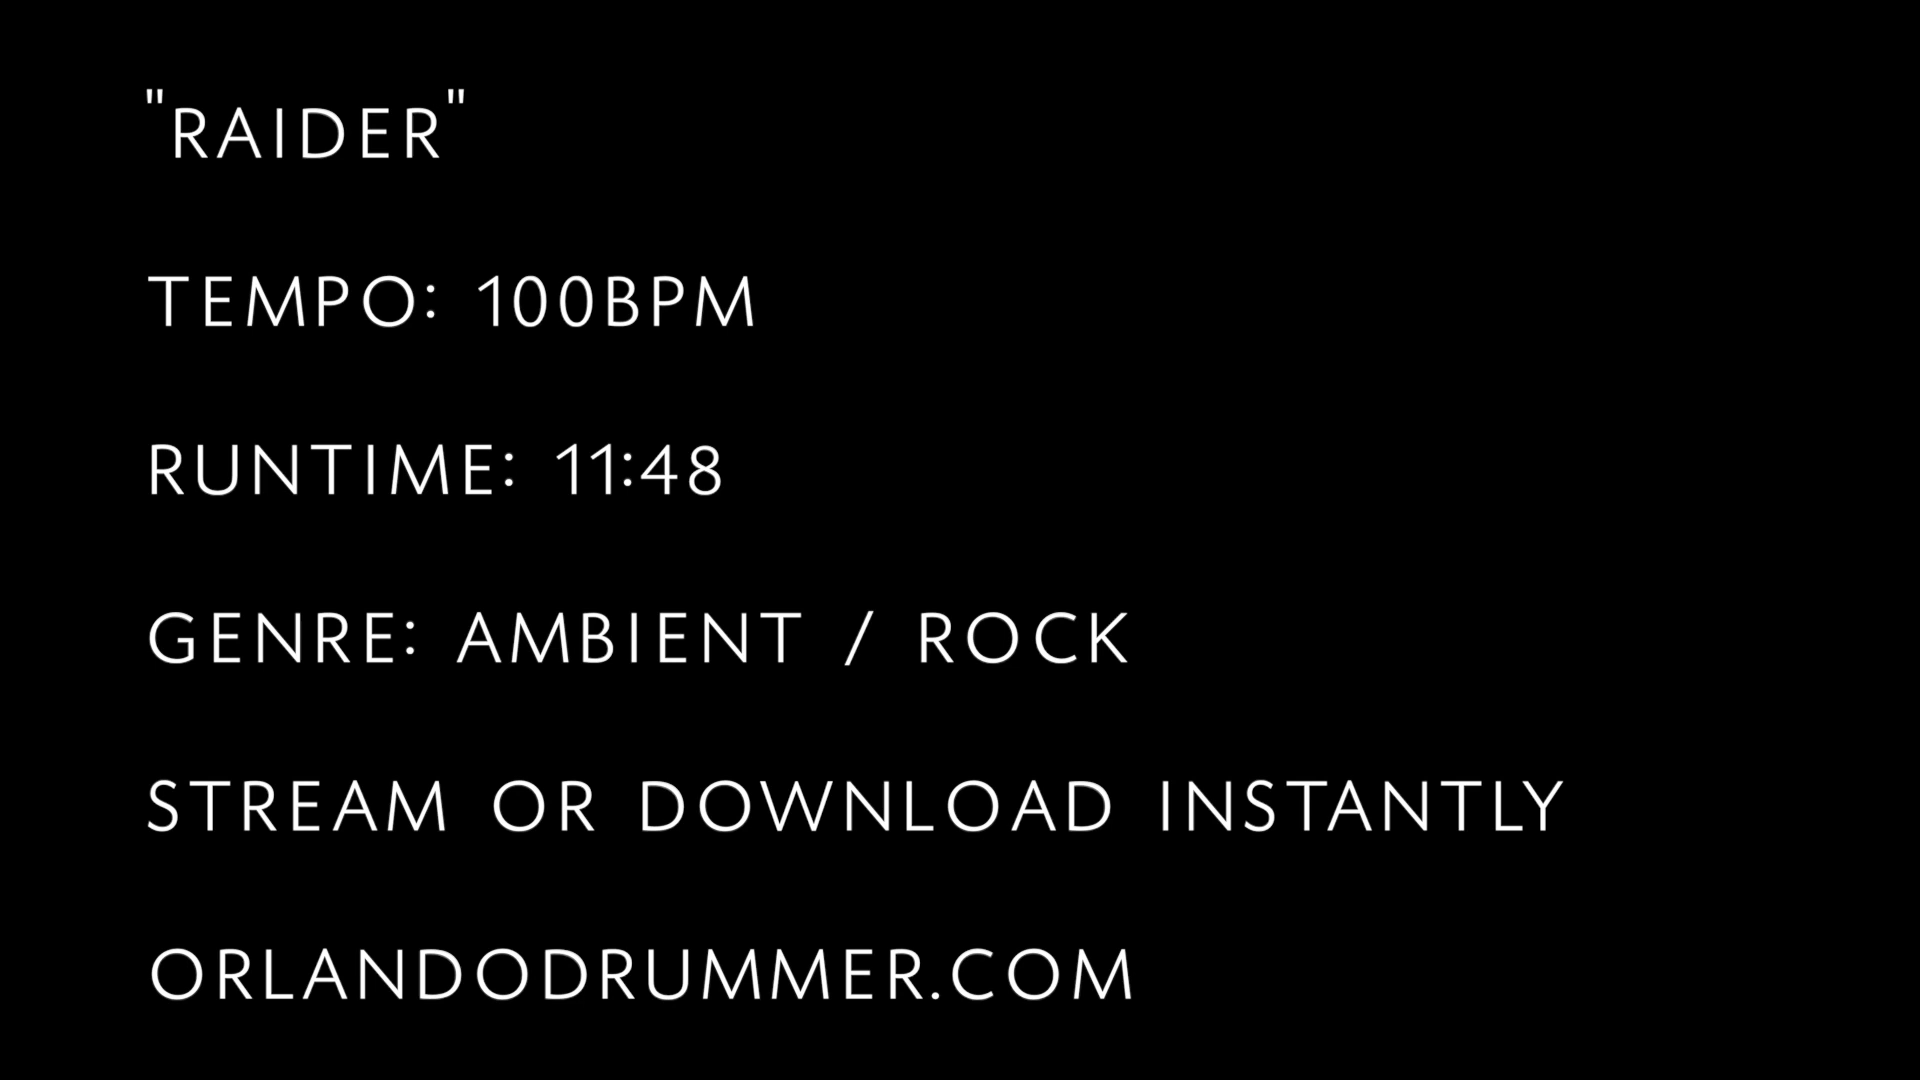 "RAIDER"
TEMPO: 100BPM
RUNTIME: 11:48
GENRE: AMBIENT / ROCK
STREAM OR DOWNLOAD INSTANTLY
ORLANDODRUMMER.COM